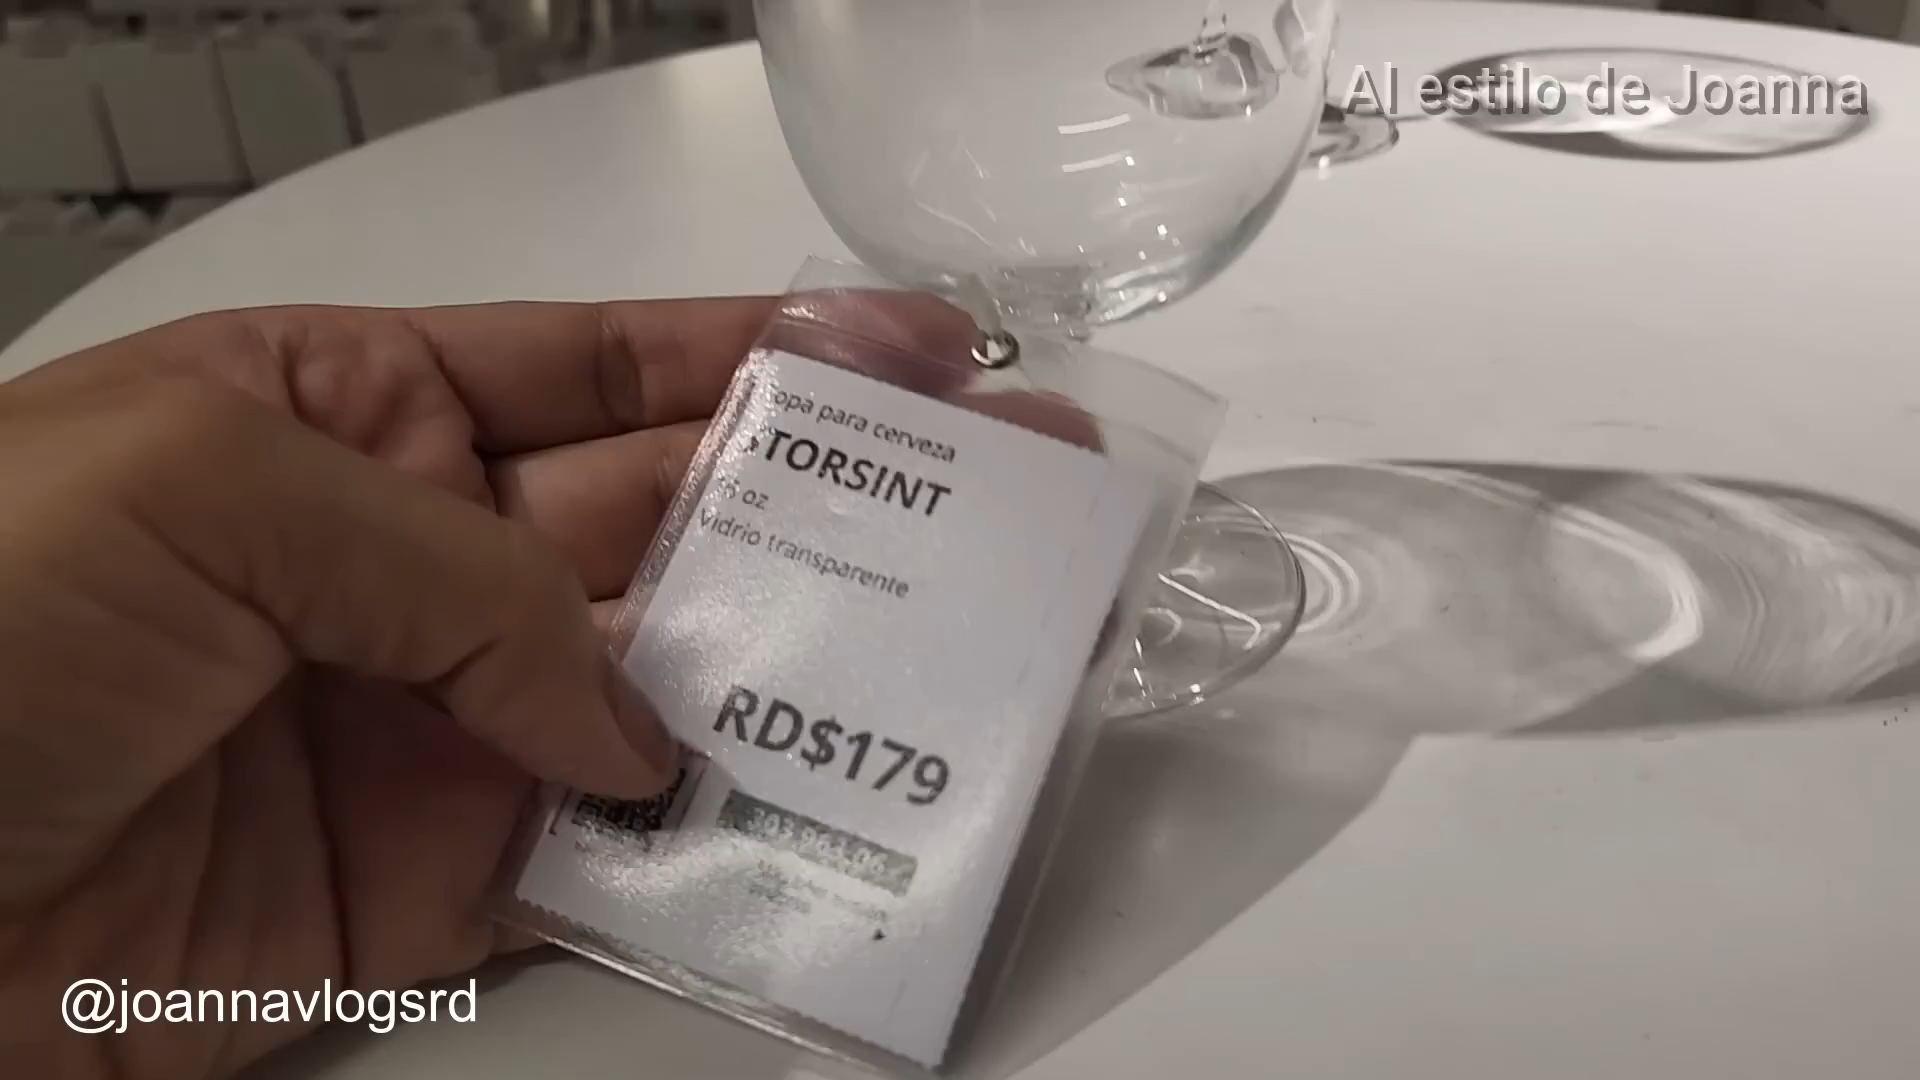 Al estilo de Joanna
opa para cerveza
TORSINT
oz
Vidrio transparente
RD$179
@joannavlogsrd